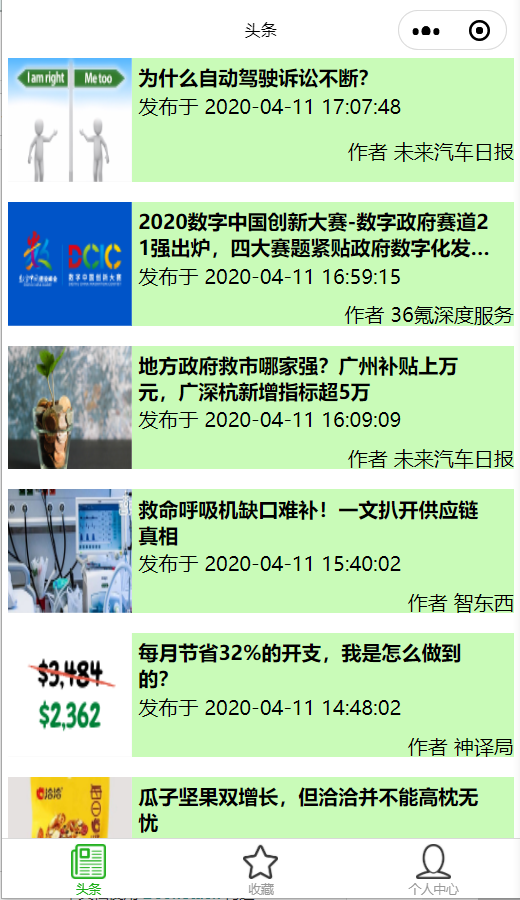 头条
I am right
Me too
为什么自动驾驶诉讼不断?
发布于 2020-04-11 17:07:48
作者 未来汽车日报
DCIC
数字中国创新大赛
2020数字中国创新大赛-数字政府赛道2
1强出炉，四大赛题紧贴政府数字化发...
发布于 2020-04-11 16:59:15
作者 36氪深度服务
地方政府救市哪家强？广州补贴上万
元，广深杭新增指标超5万
发布于 2020-04-11 16:09:09
作者 未来汽车日报
救命呼吸机缺口难补！一文扒开供应链
真相
发布于 2020-04-11 15:40:02
作者 智东西
$3,484
$2,362
每月节省32%的开支，我是怎么做到
的？
发布于 2020-04-11 14:48:02
作者 神译局
洽洽
瓜子坚果双增长，但洽洽并不能高枕无
忧
头条
收藏
个人中心